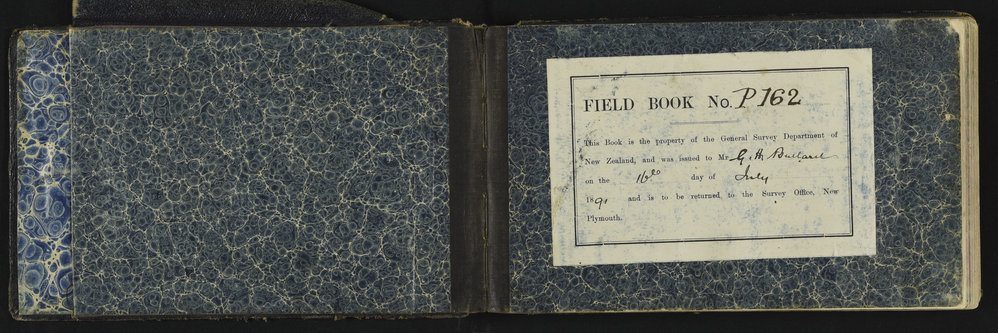 FIELD BOOK No. P162
This Book is the property of the General Survey Department of
New Zealand, and was issued to Mr G. H. Bullard
on the 16th day of July
1891 and is to be returned to the Survey Office, New
Plymouth.